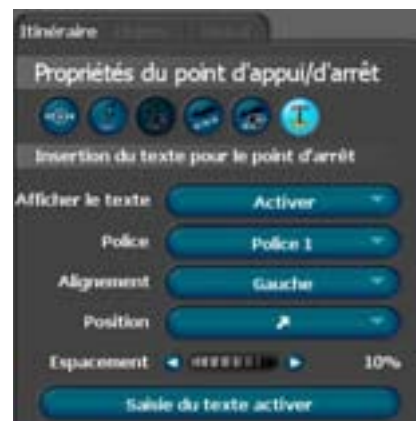 Itinéraire
Propriétés du point d'appui/d'arrêt
Insertion du texte pour le point d'arrêt
Afficher le texte Activer
Police Police 1
Alignement Gauche
Position
Espacement 10%
Saisie du texte activer